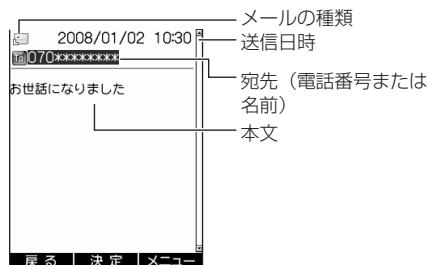 メールの種類
2008/01/02 10:30
送信日時
To 070********
宛先（電話番号または
名前）
お世話になりました
本文
戻る 決定 メニュー